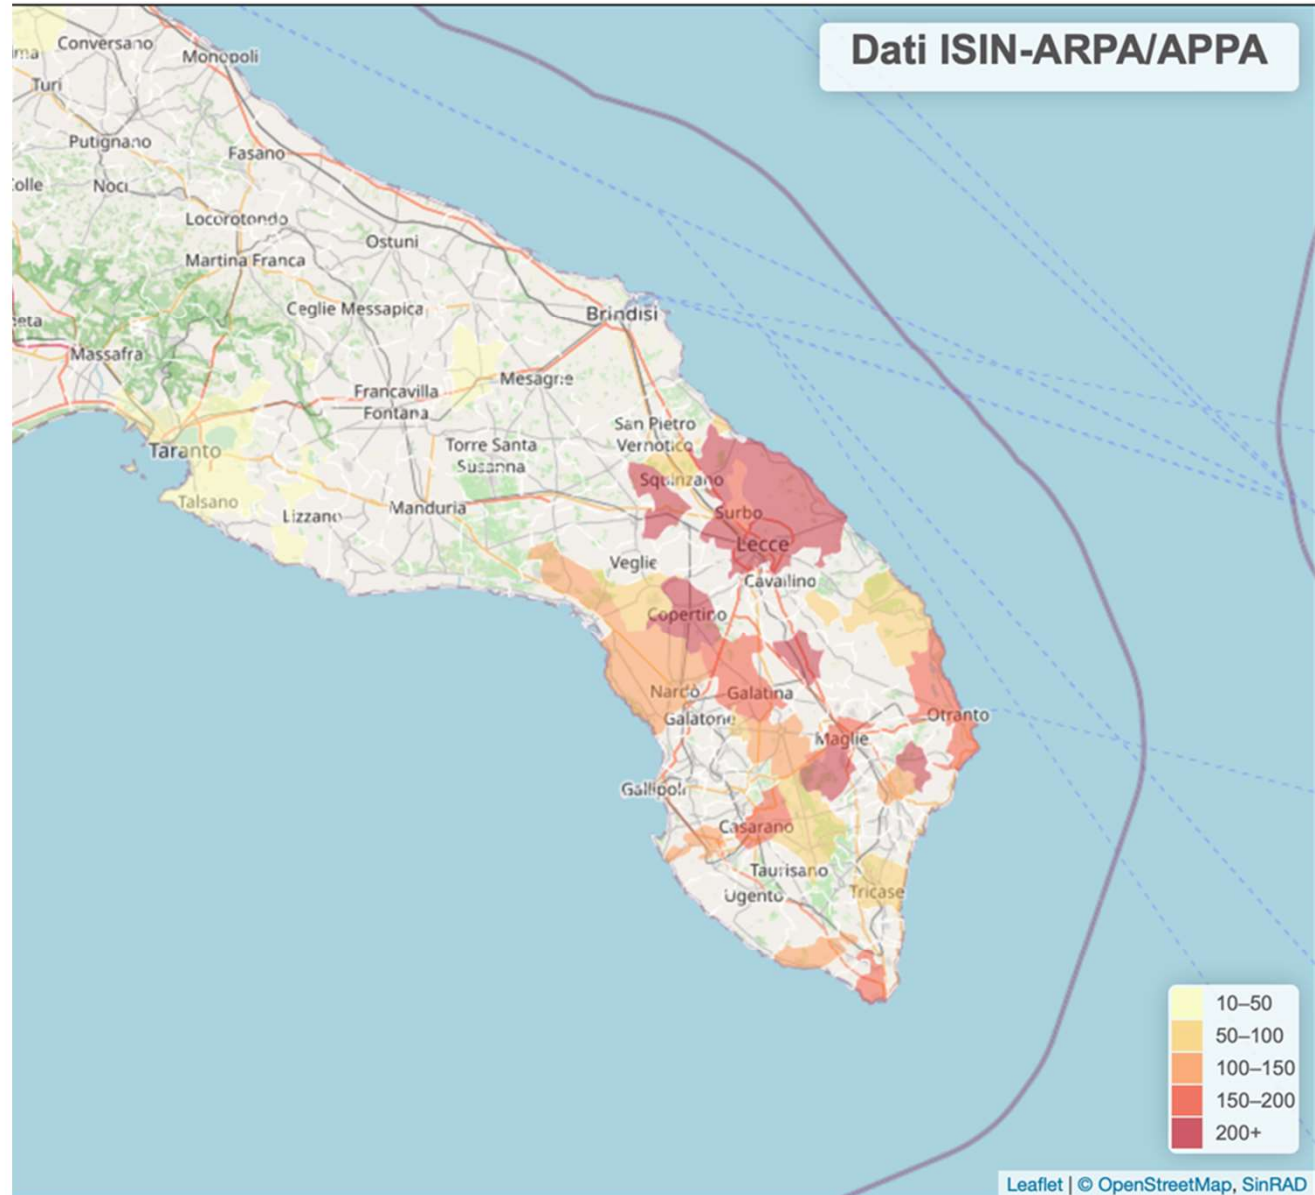 Dati ISIN-ARPA/APPA
Conversano
Monopoli
Turi
Putignano
Fasano
Noci
Locorotondo
Ostuni
Martina Franca
Ceglie Messapica
Brindisi
Massafra
Mesagne
Francavilla
Fontana
San Pietro
Vernotico
Taranto
Torre Santa
Susanna
Squinzano
Talsano
Lizzano
Manduria
Surbo
Lecce
Veglie
Cavallino
Copertino
Nardò
Galatina
Galatone
Otranto
Maglie
Gallipoli
Casarano
Taurisano
Ugento
Tricase
10–50
50–100
100–150
150–200
200+
Leaflet | © OpenStreetMap, SinRAD